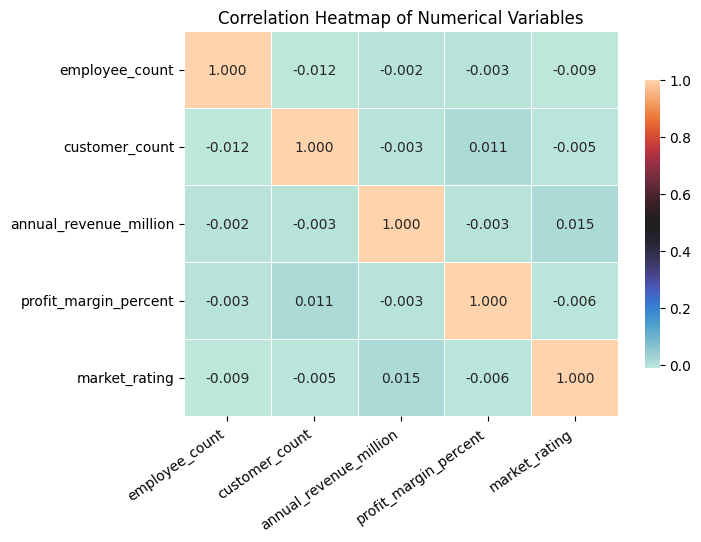 Correlation Heatmap of Numerical Variables
employee_count 1.000 -0.012 -0.002 -0.003 -0.009
customer_count -0.012 1.000 -0.003 0.011 -0.005
annual_revenue_million -0.002 -0.003 1.000 -0.003 0.015
profit_margin_percent -0.003 0.011 -0.003 1.000 -0.006
market_rating -0.009 -0.005 0.015 -0.006 1.000
employee_count
customer_count
annual_revenue_million
profit_margin_percent
market_rating
1.0
0.8
0.6
0.4
0.2
0.0